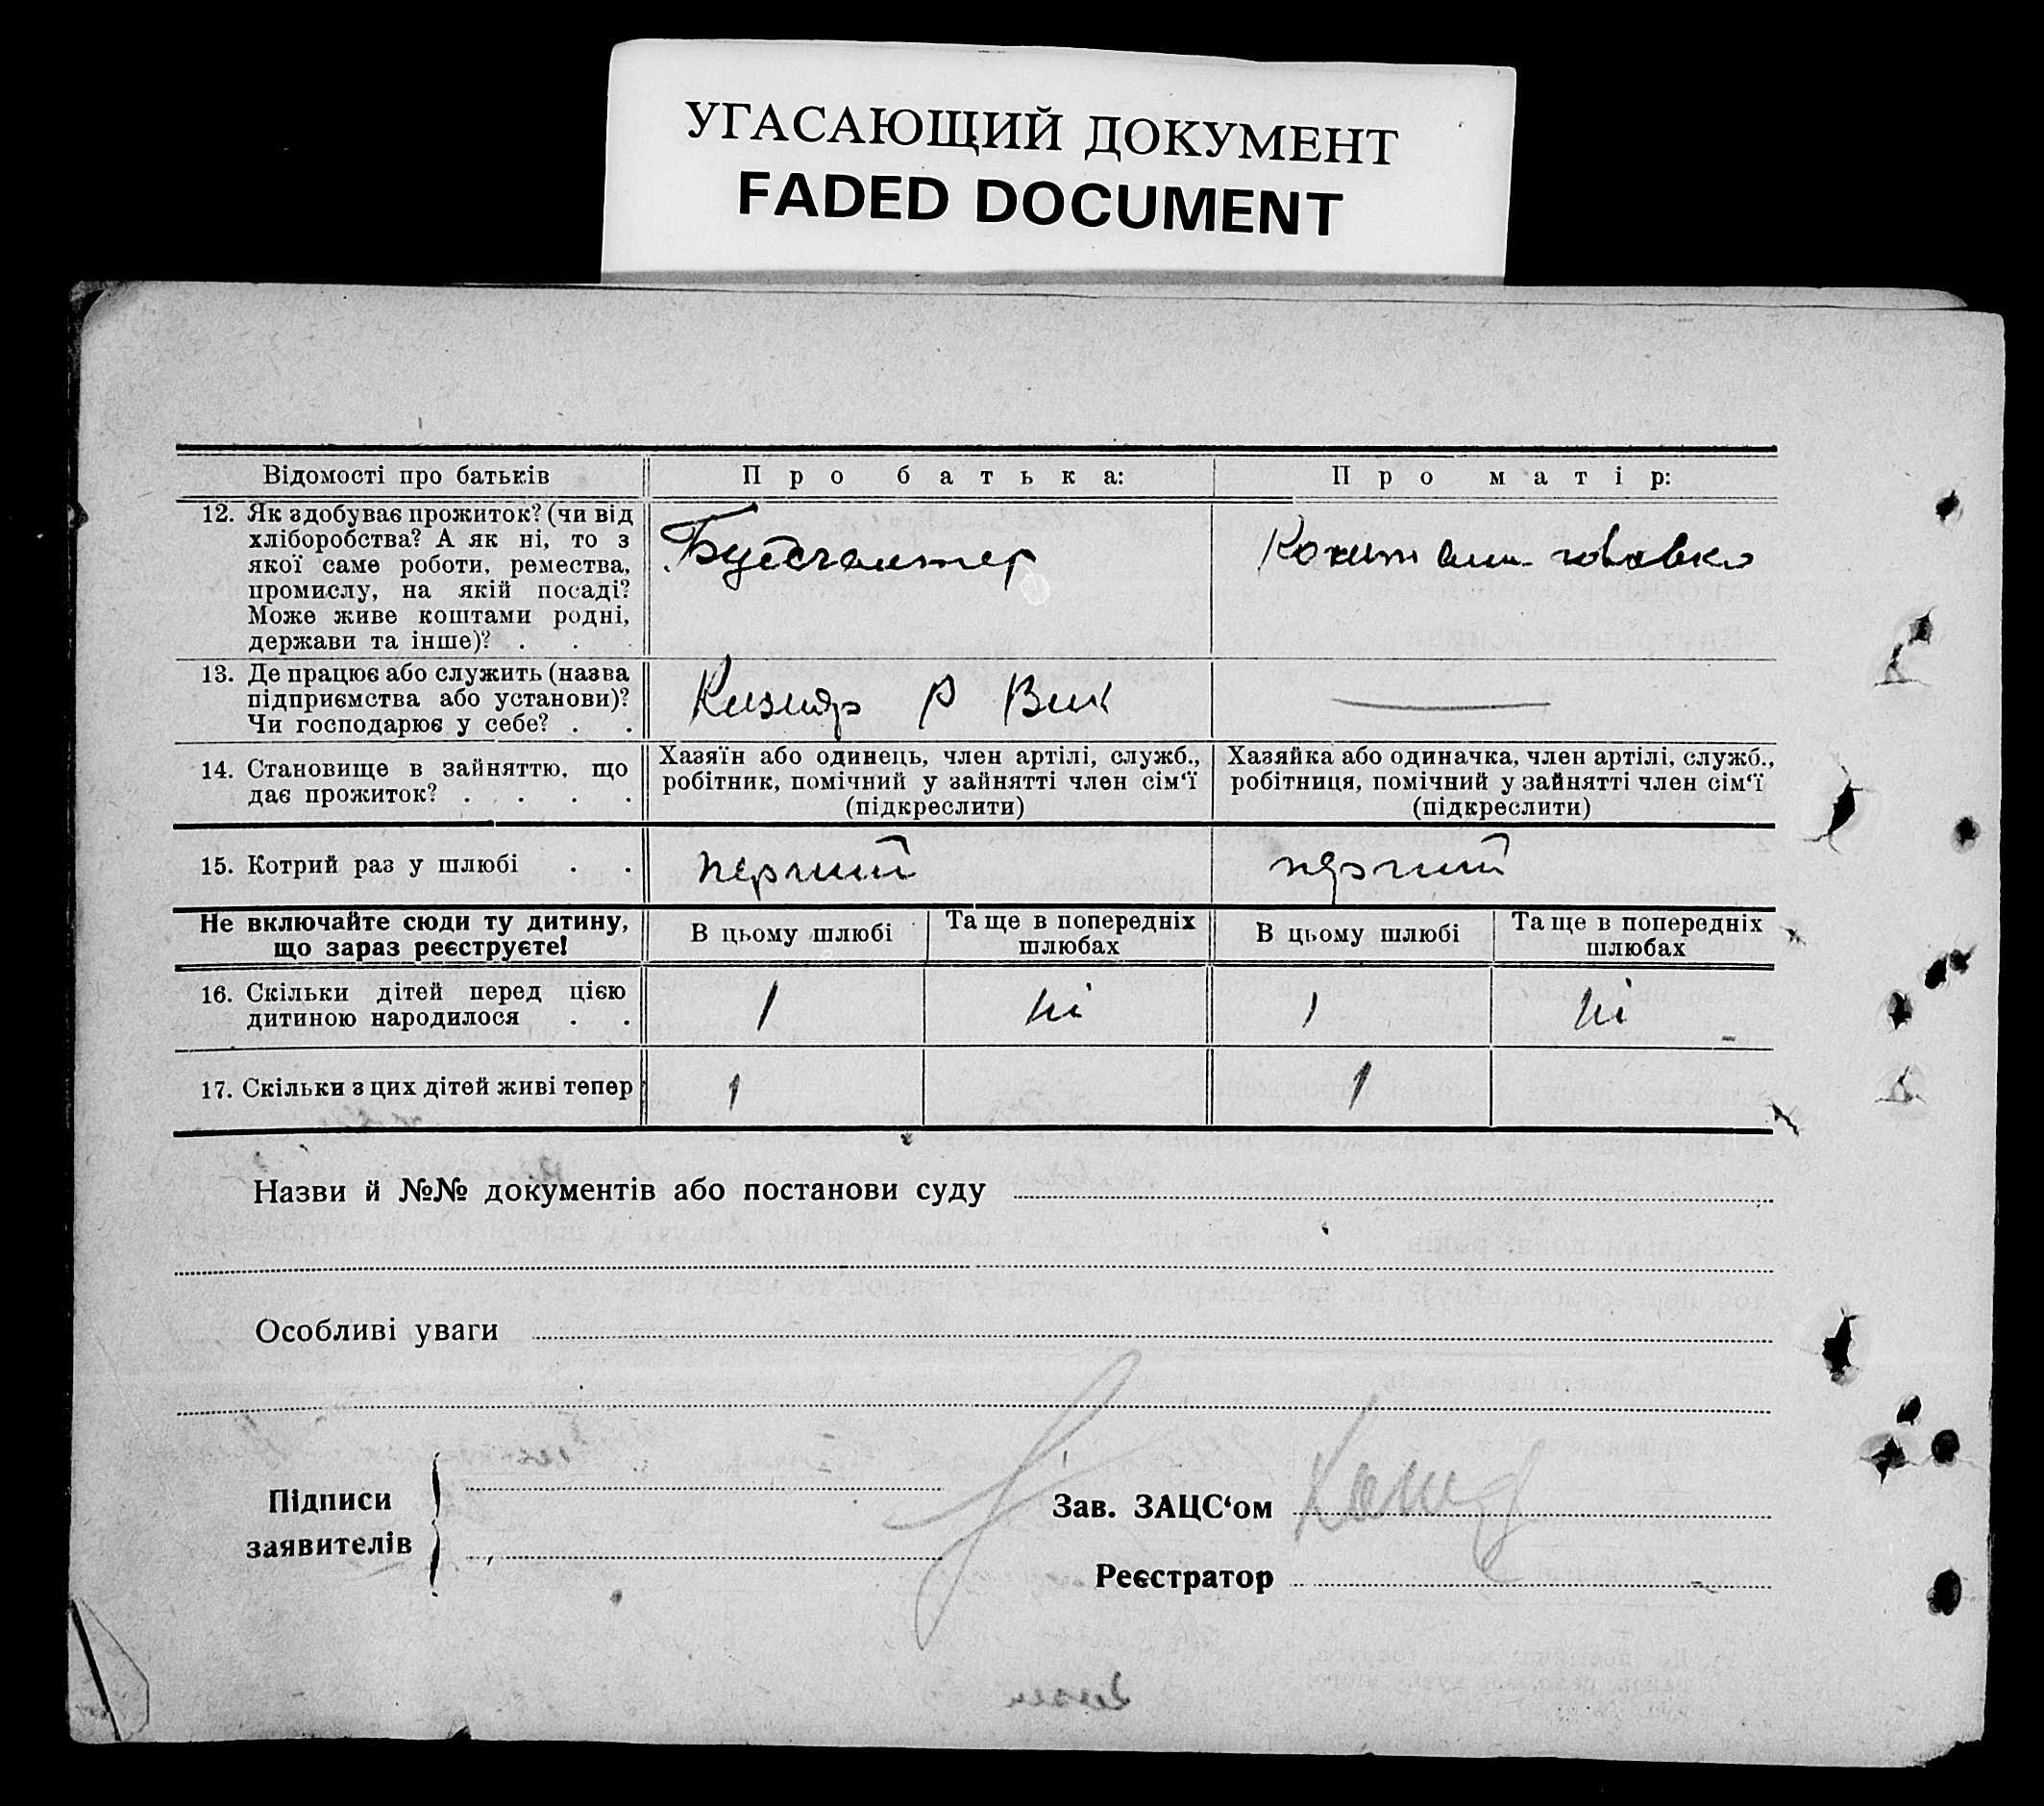 УГАСАЮЩИЙ ДОКУМЕНТ
FADED DOCUMENT
Відомості про батьків
Про батька:
Про матір:
12. Як здобуває прожиток? (чи від
хліборобства? А як ні, то з
якої саме роботи, ремества,
промислу, на якій посаді?
Може живе коштами родні,
держави та інше)? . .
Бухгалтер
13. Де працює або служить (назва
підприємства або установи)?
Чи господарює у себе? . .
Р Вик
14. Становище в зайняттю, що
дає прожиток? . . . .
Хазяїн або одинець, член артілі, служб.,
робітник, помічний у зайнятті член сім‘ї
(підкреслити)
Хазяйка або одиначка, член артілі, служб.,
робітниця, помічний у зайнятті член сім‘ї
(підкреслити)
15. Котрий раз у шлюбі . .
перший
перший
Не включайте сюди ту дитину,
що зараз реєструєте!
В цьому шлюбі
Та ще в попередніх
шлюбах
В цьому шлюбі
Та ще в попередніх
шлюбах
16. Скільки дітей перед цією
дитиною народилося . .
1
ні
1
ні
17. Скільки з цих дітей живі тепер
1
1
Назви й №№ документів або постанови суду
Особливі уваги
Підписи
заявителів
Зав. ЗАЦС‘ом
Реєстратор